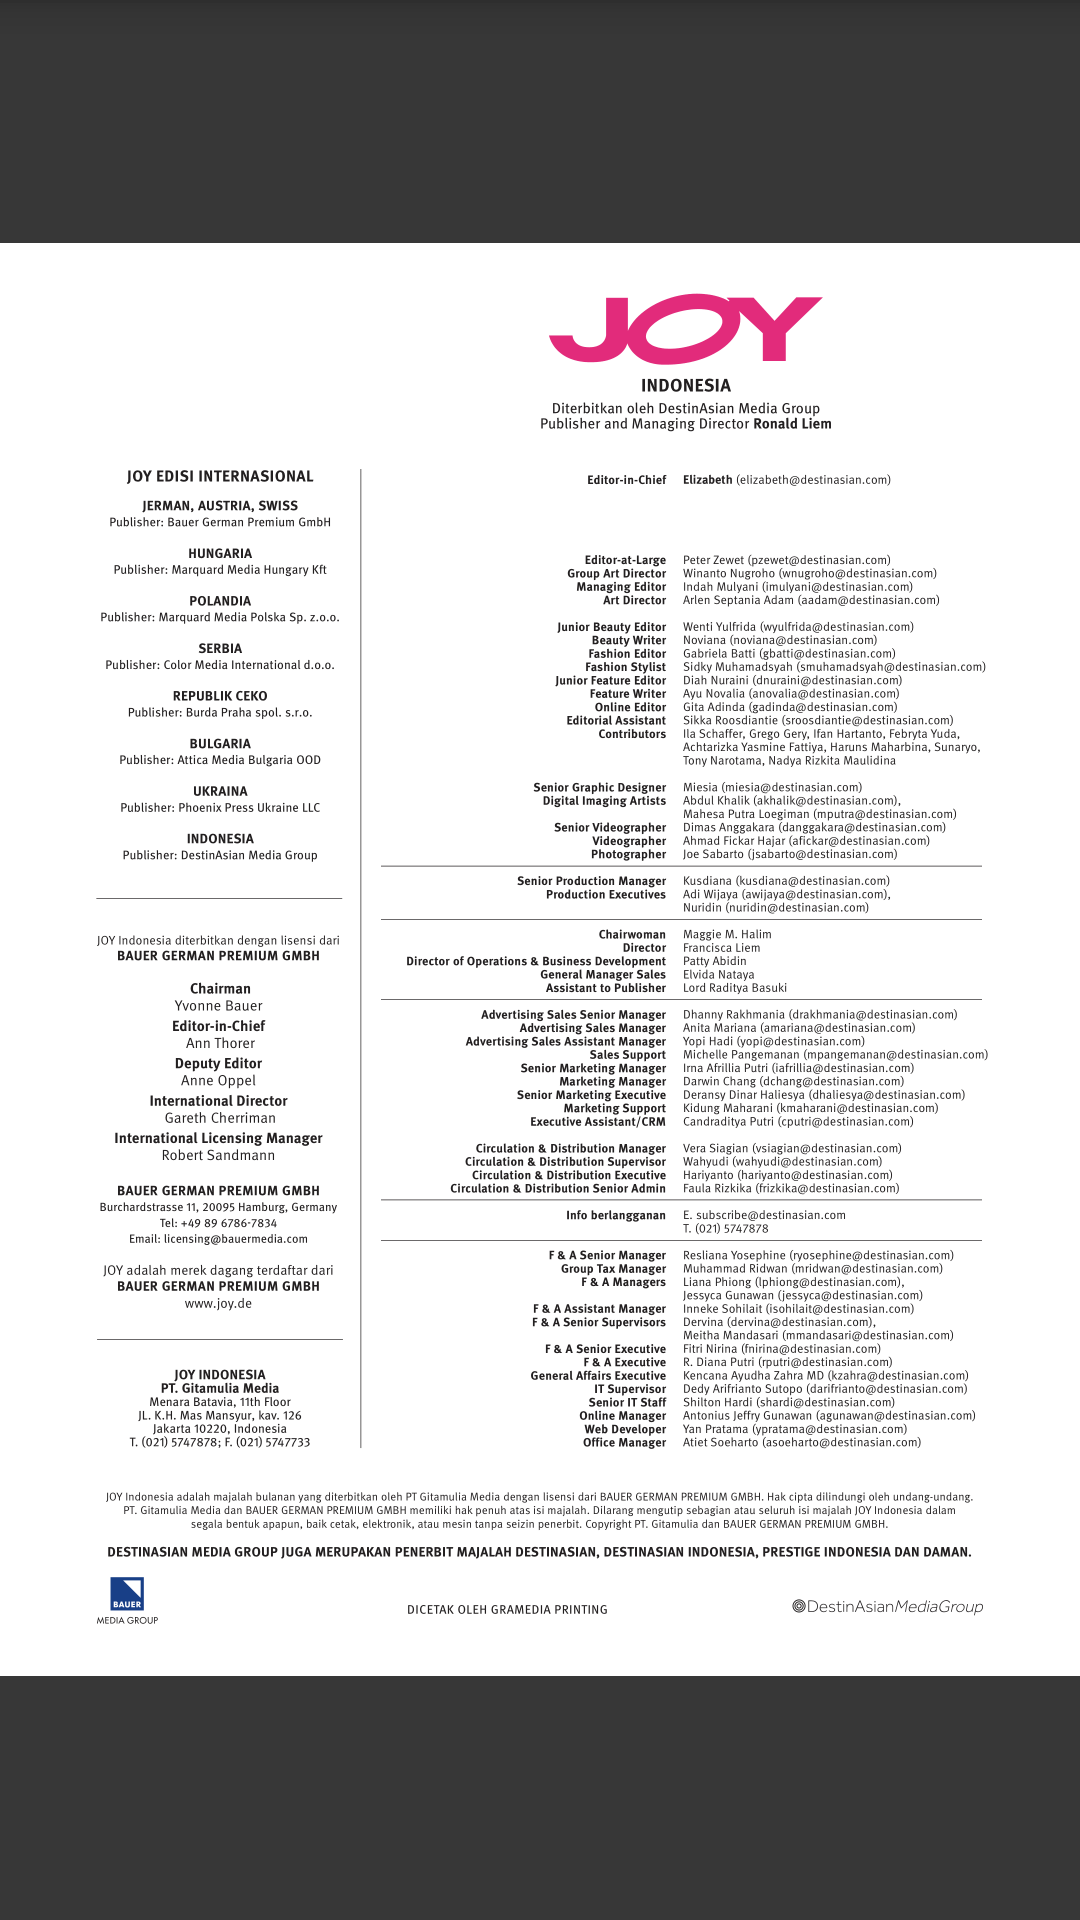 JOY
INDONESIA
Diterbitkan oleh DestinAsian Media Group
Publisher and Managing Director Ronald Liem
JOY EDISI INTERNASIONAL
JERMAN, AUSTRIA, SWISS
Publisher: Bauer German Premium GmbH
HUNGARIA
Publisher: Marquard Media Hungary Kft
POLANDIA
Publisher: Marquard Media Polska Sp. z.o.o.
SERBIA
Publisher: Color Media International d.o.o.
REPUBLIK CEKO
Publisher: Burda Praha spol. s.r.o.
BULGARIA
Publisher: Attica Media Bulgaria OOD
UKRAINA
Publisher: Phoenix Press Ukraine LLC
INDONESIA
Publisher: DestinAsian Media Group
JOY Indonesia diterbitkan dengan lisensi dari
BAUER GERMAN PREMIUM GMBH
Chairman
Yvonne Bauer
Editor-in-Chief
Ann Thorer
Deputy Editor
Anne Oppel
International Director
Gareth Cherriman
International Licensing Manager
Robert Sandmann
BAUER GERMAN PREMIUM GMBH
Burchardstrasse 11, 20095 Hamburg, Germany
Tel: +49 89 6786-7834
Email: licensing@bauermedia.com
JOY adalah merek dagang terdaftar dari
BAUER GERMAN PREMIUM GMBH
www.joy.de
JOY INDONESIA
PT. Gitamulia Media
Menara Batavia, 11th Floor
JL. K.H. Mas Mansyur, kav. 126
Jakarta 10220, Indonesia
T. (021) 5747878; F. (021) 5747733
Editor-in-Chief Elizabeth (elizabeth@destinasian.com)
Editor-at-Large Peter Zewet (pzewet@destinasian.com)
Group Art Director Winanto Nugroho (wnugroho@destinasian.com)
Managing Editor Indah Mulyani (imulyani@destinasian.com)
Art Director Arlen Septania Adam (aadam@destinasian.com)
Junior Beauty Editor Wenti Yulfrida (wyulfrida@destinasian.com)
Beauty Writer Noviana (noviana@destinasian.com)
Fashion Editor Gabriela Batti (gbatti@destinasian.com)
Fashion Stylist Sidky Muhamadsyah (smuhamadsyah@destinasian.com)
Junior Feature Editor Diah Nuraini (dnuraini@destinasian.com)
Feature Writer Ayu Novalia (anovalia@destinasian.com)
Online Editor Gita Adinda (gadinda@destinasian.com)
Editorial Assistant Sikka Roosdiantie (sroosdiantie@destinasian.com)
Contributors Ila Schaffer, Grego Gery, Ifan Hartanto, Febryta Yuda,
Achtarizka Yasmine Fattiya, Haruns Maharbina, Sunaryo,
Tony Narotama, Nadya Rizkita Maulidina
Senior Graphic Designer Miesia (miesia@destinasian.com)
Digital Imaging Artists Abdul Khalik (akhalik@destinasian.com),
Mahesa Putra Loegiman (mputra@destinasian.com)
Senior Videographer Dimas Anggakara (danggakara@destinasian.com)
Videographer Ahmad Fickar Hajar (afickar@destinasian.com)
Photographer Joe Sabarto (jsabarto@destinasian.com)
Senior Production Manager Kusdiana (kusdiana@destinasian.com)
Production Executives Adi Wijaya (awijaya@destinasian.com),
Nuridin (nuridin@destinasian.com)
Chairwoman Maggie M. Halim
Director Francisca Liem
Director of Operations & Business Development Patty Abidin
General Manager Sales Elvida Nataya
Assistant to Publisher Lord Raditya Basuki
Advertising Sales Senior Manager Dhanny Rakhmania (drakhmania@destinasian.com)
Advertising Sales Manager Anita Mariana (amariana@destinasian.com)
Advertising Sales Assistant Manager Yopi Hadi (yopi@destinasian.com)
Sales Support Michelle Pangemanan (mpangemanan@destinasian.com)
Senior Marketing Manager Irna Afrillia Putri (iafrillia@destinasian.com)
Marketing Manager Darwin Chang (dchang@destinasian.com)
Senior Marketing Executive Deransy Dinar Haliesya (dhaliesya@destinasian.com)
Marketing Support Kidung Maharani (kmaharani@destinasian.com)
Executive Assistant/CRM Candraditya Putri (cputri@destinasian.com)
Circulation & Distribution Manager Vera Siagian (vsiagian@destinasian.com)
Circulation & Distribution Supervisor Wahyudi (wahyudi@destinasian.com)
Circulation & Distribution Executive Hariyanto (hariyanto@destinasian.com)
Circulation & Distribution Senior Admin Faula Rizkika (frizkika@destinasian.com)
Info berlangganan E. subscribe@destinasian.com
T. (021) 5747878
F & A Senior Manager Resliana Yosephine (ryosephine@destinasian.com)
Group Tax Manager Muhammad Ridwan (mridwan@destinasian.com)
F & A Managers Liana Phiong (lphiong@destinasian.com),
Jessyca Gunawan (jessyca@destinasian.com)
F & A Assistant Manager Inneke Sohilait (isohilait@destinasian.com)
F & A Senior Supervisors Dervina (dervina@destinasian.com),
Meitha Mandasari (mmandasari@destinasian.com)
F & A Senior Executive Fitri Nirina (fnirina@destinasian.com)
F & A Executive R. Diana Putri (rputri@destinasian.com)
General Affairs Executive Kencana Ayudha Zahra MD (kzahra@destinasian.com)
IT Supervisor Dedy Arifrianto Sutopo (darifrianto@destinasian.com)
Senior IT Staff Shilton Hardi (shardi@destinasian.com)
Online Manager Antonius Jeffry Gunawan (agunawan@destinasian.com)
Web Developer Yan Pratama (ypratama@destinasian.com)
Office Manager Atiet Soeharto (asoeharto@destinasian.com)
JOY Indonesia adalah majalah bulanan yang diterbitkan oleh PT Gitamulia Media dengan lisensi dari BAUER GERMAN PREMIUM GMBH. Hak cipta dilindungi oleh undang-undang.
PT. Gitamulia Media dan BAUER GERMAN PREMIUM GMBH memiliki hak penuh atas isi majalah. Dilarang mengutip sebagian atau seluruh isi majalah JOY Indonesia dalam
segala bentuk apapun, baik cetak, elektronik, atau mesin tanpa seizin penerbit. Copyright PT. Gitamulia dan BAUER GERMAN PREMIUM GMBH.
DESTINASIAN MEDIA GROUP JUGA MERUPAKAN PENERBIT MAJALAH DESTINASIAN, DESTINASIAN INDONESIA, PRESTIGE INDONESIA DAN DAMAN.
BAUER
MEDIA GROUP
DICETAK OLEH GRAMEDIA PRINTING
DestinAsianMediaGroup